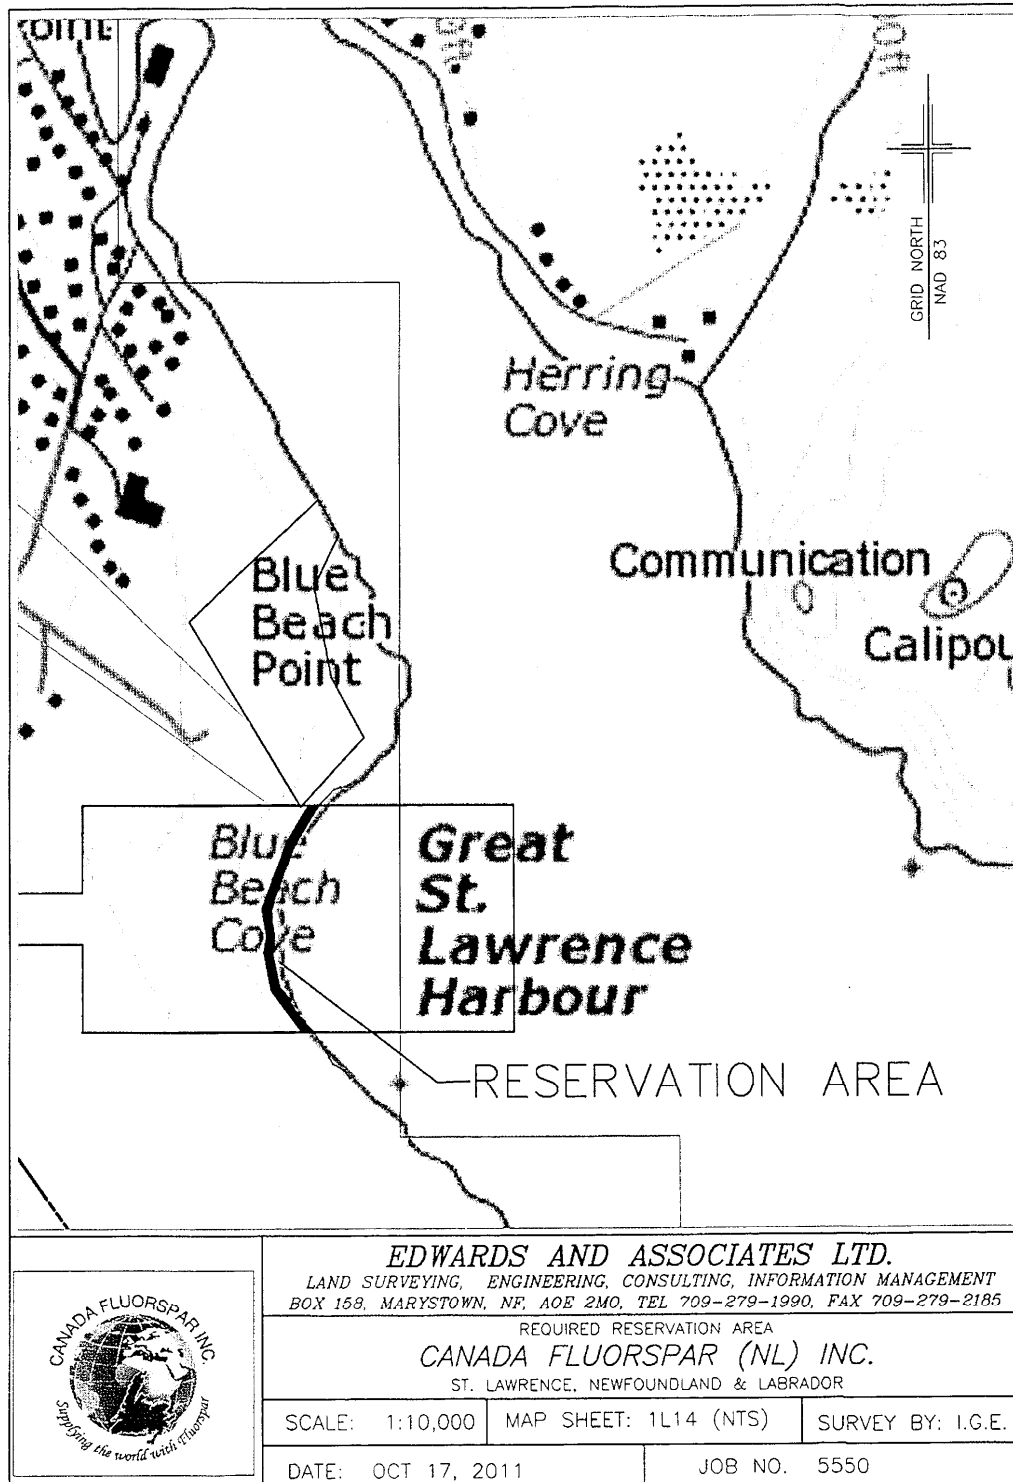 GRID NORTH
NAD 83
Herring
Cove
Communication
Calipou
Blue
Beach
Point
Blue
Beach
Cove
Great
St.
Lawrence
Harbour
RESERVATION AREA
CANADA FLUORSPAR INC.
Supplying the world with Fluorspar
EDWARDS AND ASSOCIATES LTD.
LAND SURVEYING, ENGINEERING, CONSULTING, INFORMATION MANAGEMENT
BOX 158, MARYSTOWN, NF, AOE 2MO, TEL 709-279-1990, FAX 709-279-2185
REQUIRED RESERVATION AREA
CANADA FLUORSPAR (NL) INC.
ST. LAWRENCE, NEWFOUNDLAND & LABRADOR
SCALE: 1:10,000 MAP SHEET: 1L14 (NTS) SURVEY BY: I.G.E.
DATE: OCT 17, 2011 JOB NO. 5550